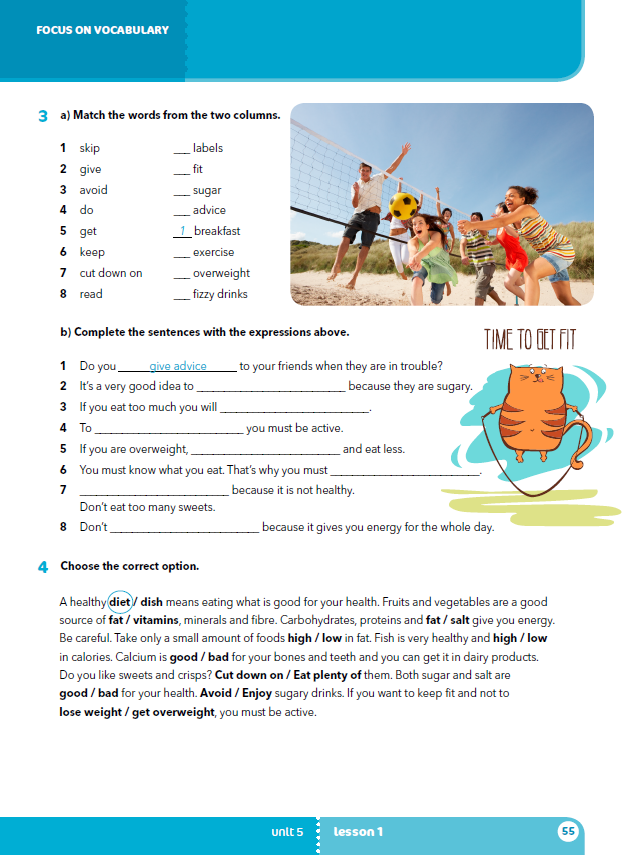 FOCUS ON VOCABULARY
3 a) Match the words from the two columns.
1 skip ___ labels
2 give ___ fit
3 avoid ___ sugar
4 do ___ advice
5 get _1_ breakfast
6 keep ___ exercise
7 cut down on ___ overweight
8 read ___ fizzy drinks
b) Complete the sentences with the expressions above.
TIME TO GET FIT
1 Do you _____give advice_____ to your friends when they are in trouble?
2 It's a very good idea to _______________________ because they are sugary.
3 If you eat too much you will _______________________.
4 To _______________________ you must be active.
5 If you are overweight, _______________________ and eat less.
6 You must know what you eat. That's why you must _______________________.
7 _______________________ because it is not healthy.
Don't eat too many sweets.
8 Don't _______________________ because it gives you energy for the whole day.
4 Choose the correct option.
A healthy diet / dish means eating what is good for your health. Fruits and vegetables are a good
source of fat / vitamins, minerals and fibre. Carbohydrates, proteins and fat / salt give you energy.
Be careful. Take only a small amount of foods high / low in fat. Fish is very healthy and high / low
in calories. Calcium is good / bad for your bones and teeth and you can get it in dairy products.
Do you like sweets and crisps? Cut down on / Eat plenty of them. Both sugar and salt are
good / bad for your health. Avoid / Enjoy sugary drinks. If you want to keep fit and not to
lose weight / get overweight, you must be active.
unit 5 lesson 1 55